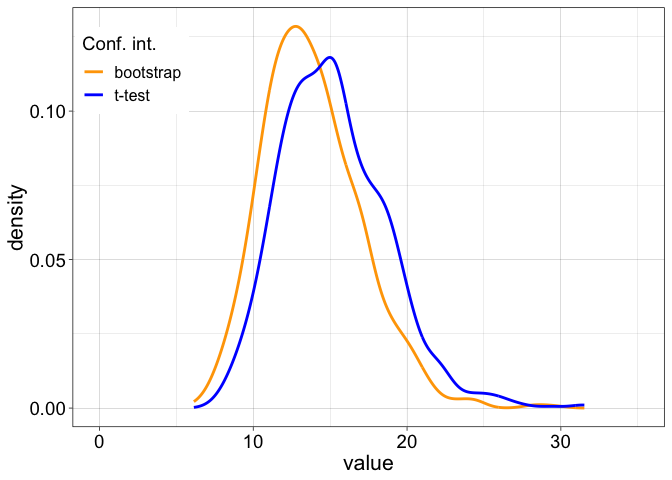 Conf. int.
bootstrap
t-test
density
0.10
0.05
0.00
0 10 20 30
value